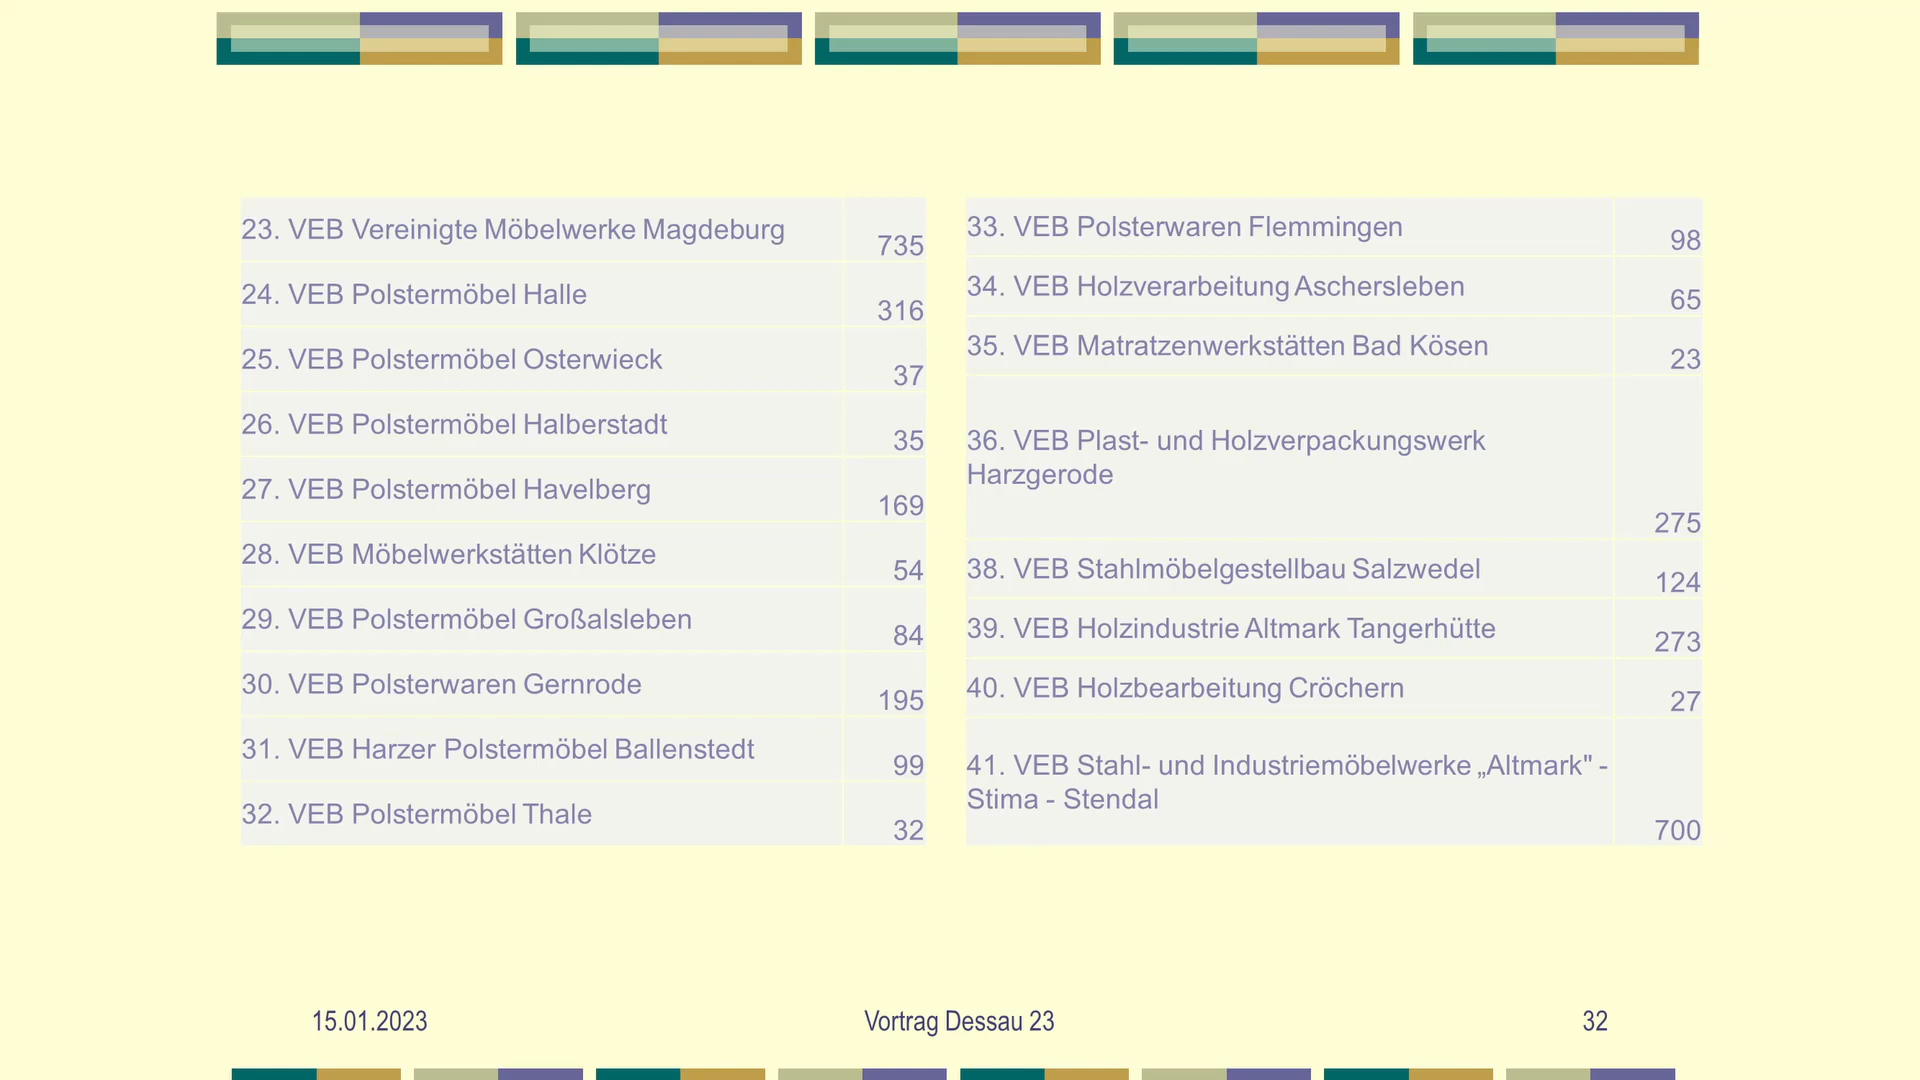 23. VEB Vereinigte Möbelwerke Magdeburg 735
24. VEB Polstermöbel Halle 316
25. VEB Polstermöbel Osterwieck 37
26. VEB Polstermöbel Halberstadt 35
27. VEB Polstermöbel Havelberg 169
28. VEB Möbelwerkstätten Klötze 54
29. VEB Polstermöbel Großalsleben 84
30. VEB Polsterwaren Gernrode 195
31. VEB Harzer Polstermöbel Ballenstedt 99
32. VEB Polstermöbel Thale 32
33. VEB Polsterwaren Flemmingen 98
34. VEB Holzverarbeitung Aschersleben 65
35. VEB Matratzenwerkstätten Bad Kösen 23
36. VEB Plast- und Holzverpackungswerk
Harzgerode 275
38. VEB Stahlmöbelgestellbau Salzwedel 124
39. VEB Holzindustrie Altmark Tangerhütte 273
40. VEB Holzbearbeitung Cröchern 27
41. VEB Stahl- und Industriemöbelwerke „Altmark" -
Stima - Stendal 700
15.01.2023 Vortrag Dessau 23 32